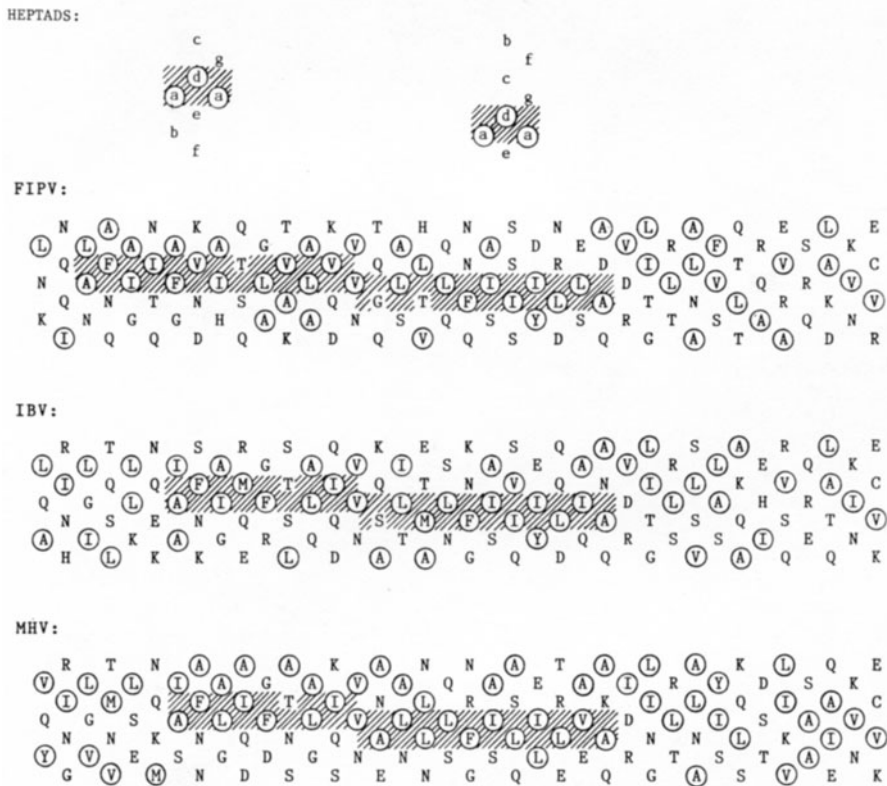 HEPTADS:
c b
g f
d c
a a g
e d
b a a
f e
FIPV:
N A N K Q T K T H N S N A L A Q E L E
L L A A A G A V A Q A D E V R F R S K
Q F I V T V V Q L N S R D I L T V A C
N A I F I L L V L L I I L D L V Q R V
Q N T N S A Q G T F I L A T N L R K V
K N G G H A A N S Q S Y S R T S A Q N
I Q Q D Q K D Q V Q S D Q G A T A D R
IBV:
R T N S R S Q K E K S Q A L S A R L E
L L L I A G A V I S A E A V R L E Q K
I Q Q F M T I Q T N V Q N I L K V A C
Q G L A I F L V L L I I I D L A H R I
N S E N Q S Q S M F I L A T S Q S T V
A I K A G R Q N T N S Y Q R S S I E N
H L K K E L D A A G Q D Q G V A Q Q K
MHV:
R T N A A A K A N N A T A L A K L Q E
V L L I A G A V A Q A E A I R Y D S K
I M Q F I T I N L R S R K I L Q I A C
Q G S A L F L V L L I I V D L I S A V
N N K N Q N Q A L F L L A N N L K I V
Y V E S G D G N N S S L E R T S T A N
G V M N D S S E N G Q E Q G A S V E K